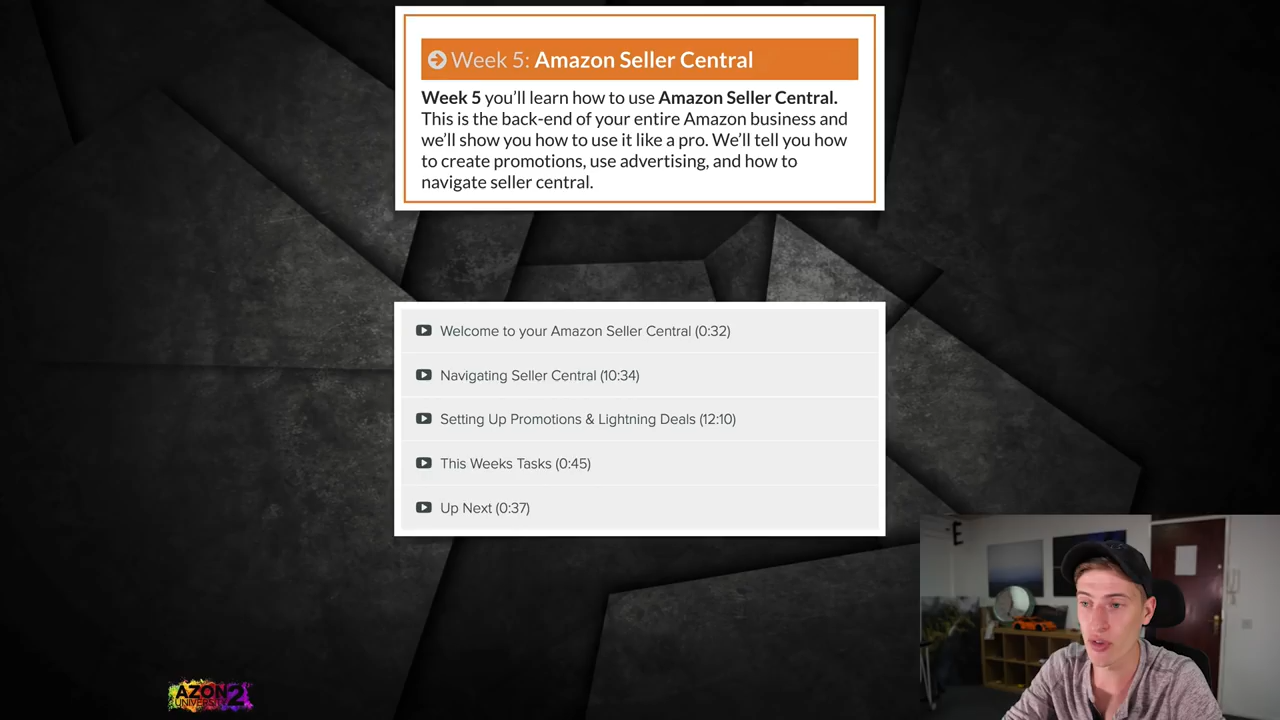 Week 5: Amazon Seller Central
Week 5 you'll learn how to use Amazon Seller Central.
This is the back-end of your entire Amazon business and
we'll show you how to use it like a pro. We'll tell you how
to create promotions, use advertising, and how to
navigate seller central.
Welcome to your Amazon Seller Central (0:32)
Navigating Seller Central (10:34)
Setting Up Promotions & Lightning Deals (12:10)
This Weeks Tasks (0:45)
Up Next (0:37)
E
AZON
UNIVERSITY 2